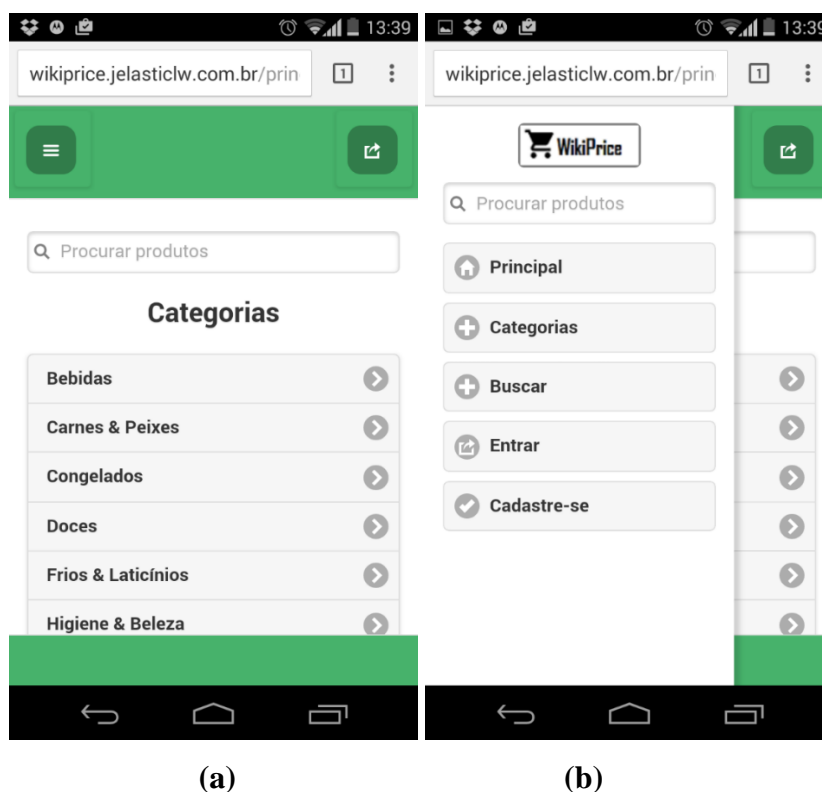 13:39
wikiprice.jelasticlw.com.br/prin
1
Procurar produtos
Categorias
Bebidas
Carnes & Peixes
Congelados
Doces
Frios & Laticínios
Higiene & Beleza
(a)
13:39
wikiprice.jelasticlw.com.br/prin
1
WikiPrice
Procurar produtos
Principal
Categorias
Buscar
Entrar
Cadastre-se
(b)